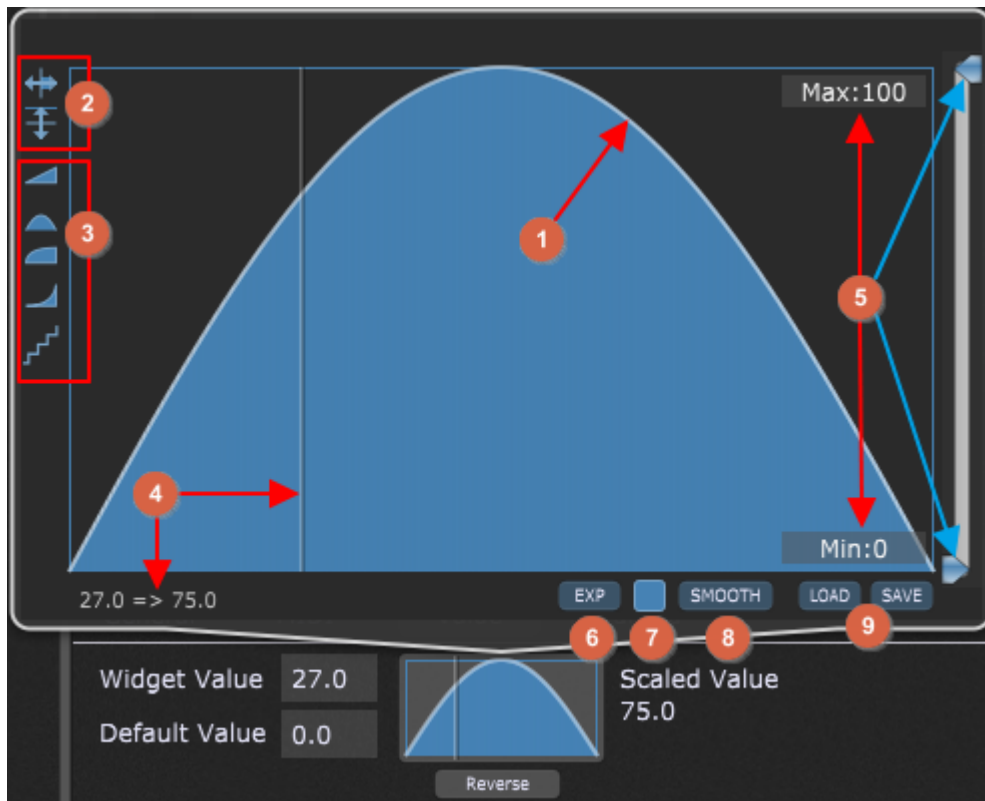 2
Max:100
3
1
5
4
Min:0
27.0 => 75.0
EXP
SMOOTH
LOAD
SAVE
6
7
8
9
Widget Value 27.0
Scaled Value
75.0
Default Value 0.0
Reverse